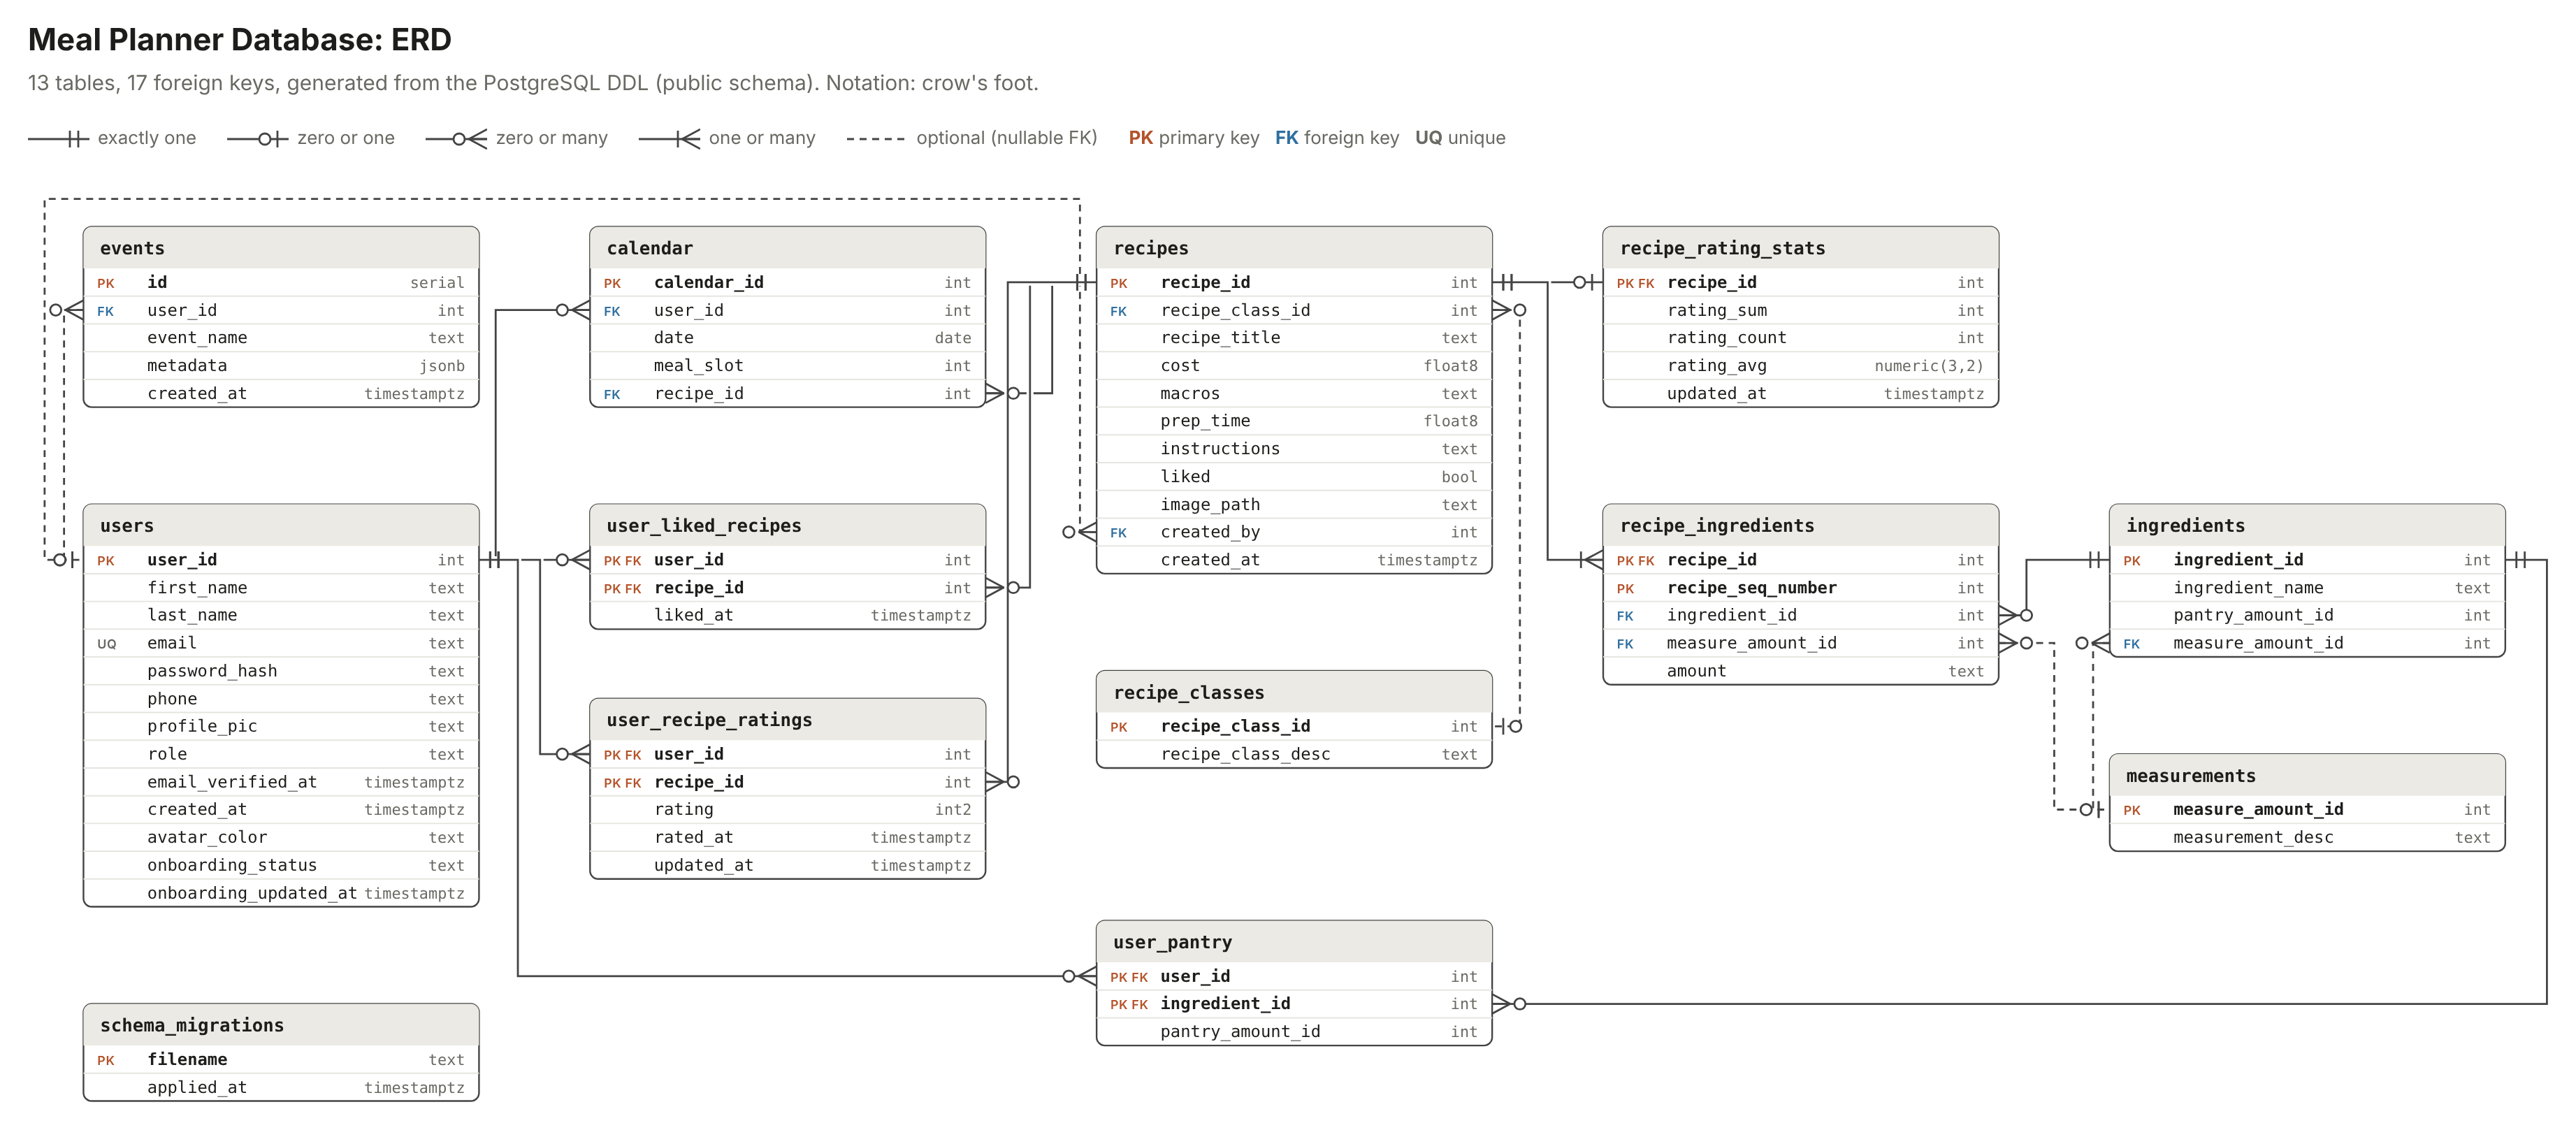 Meal Planner Database: ERD
13 tables, 17 foreign keys, generated from the PostgreSQL DDL (public schema). Notation: crow's foot.
exactly one zero or one zero or many one or many optional (nullable FK) PK primary key FK foreign key UQ unique
events
PK id serial
FK user_id int
event_name text
metadata jsonb
created_at timestamptz
calendar
PK calendar_id int
FK user_id int
date date
meal_slot int
FK recipe_id int
recipes
PK recipe_id int
FK recipe_class_id int
recipe_title text
cost float8
macros text
prep_time float8
instructions text
liked bool
image_path text
FK created_by int
created_at timestamptz
recipe_rating_stats
PK FK recipe_id int
rating_sum int
rating_count int
rating_avg numeric(3,2)
updated_at timestamptz
users
PK user_id int
first_name text
last_name text
UQ email text
password_hash text
phone text
profile_pic text
role text
email_verified_at timestamptz
created_at timestamptz
avatar_color text
onboarding_status text
onboarding_updated_at timestamptz
user_liked_recipes
PK FK user_id int
PK FK recipe_id int
liked_at timestamptz
user_recipe_ratings
PK FK user_id int
PK FK recipe_id int
rating int2
rated_at timestamptz
updated_at timestamptz
recipe_classes
PK recipe_class_id int
recipe_class_desc text
recipe_ingredients
PK FK recipe_id int
PK recipe_seq_number int
FK ingredient_id int
FK measure_amount_id int
amount text
ingredients
PK ingredient_id int
ingredient_name text
pantry_amount_id int
FK measure_amount_id int
measurements
PK measure_amount_id int
measurement_desc text
user_pantry
PK FK user_id int
PK FK ingredient_id int
pantry_amount_id int
schema_migrations
PK filename text
applied_at timestamptz